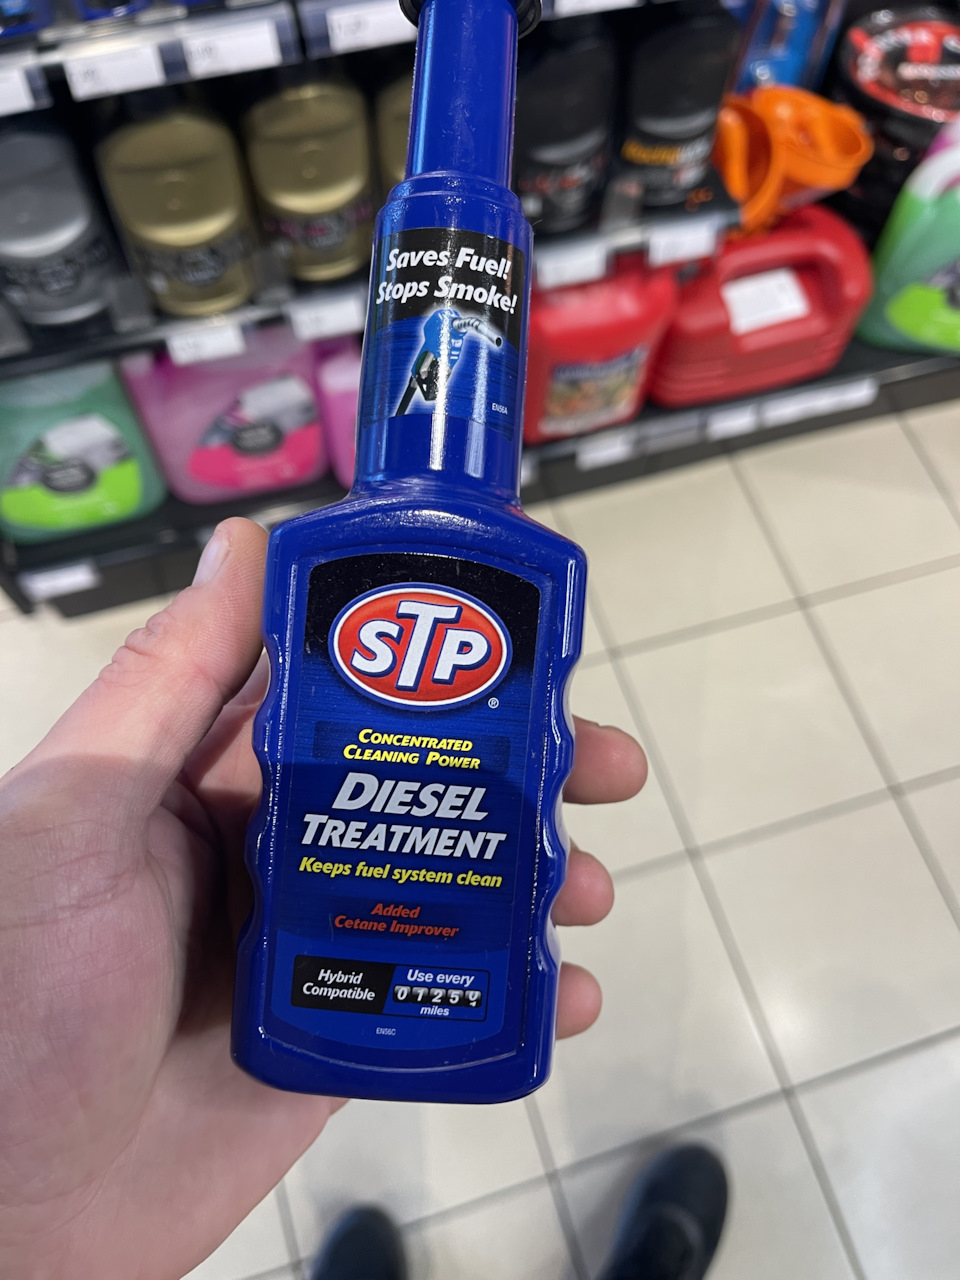 Saves Fuel!
Stops Smoke!
EN56A
STP
®
CONCENTRATED
CLEANING POWER
DIESEL
TREATMENT
Keeps fuel system clean
Added
Cetane Improver
Hybrid
Compatible
Use every
01250
miles
EN56C